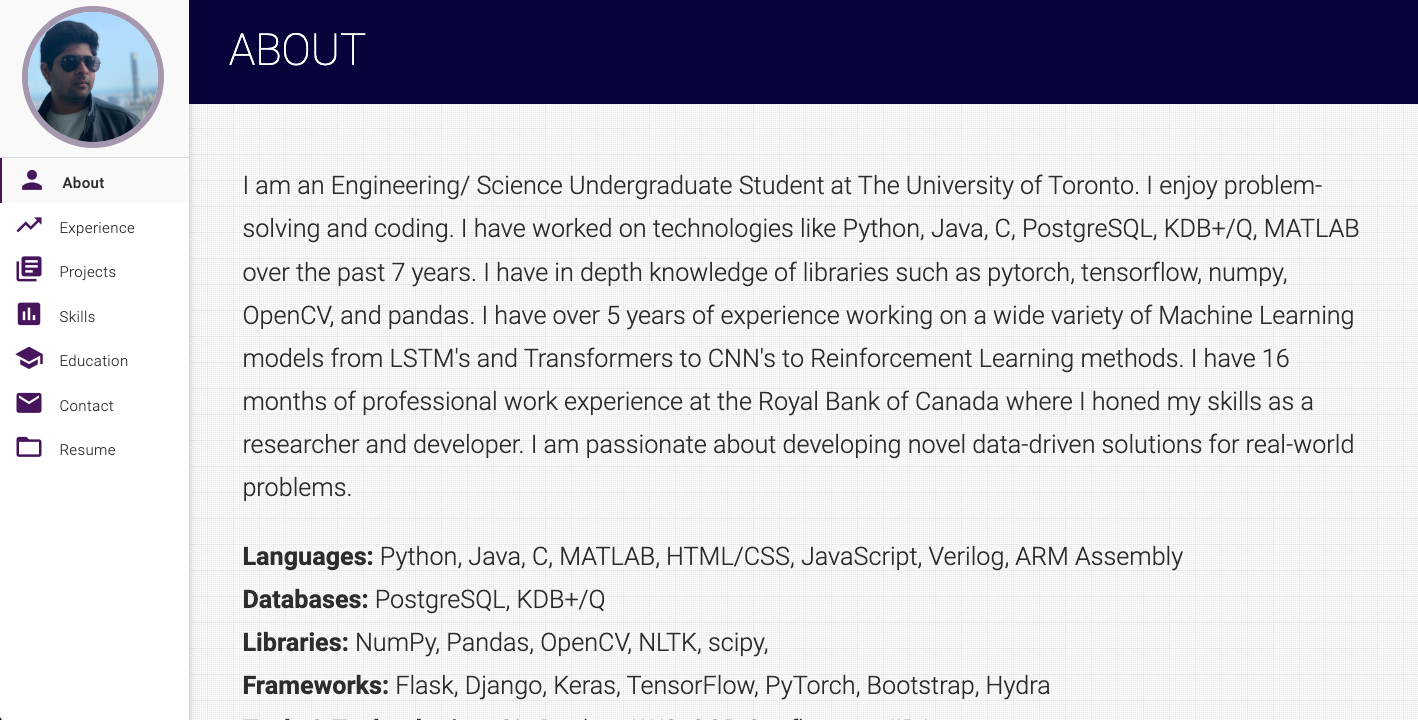 ABOUT
About
Experience
Projects
Skills
Education
Contact
Resume
I am an Engineering/ Science Undergraduate Student at The University of Toronto. I enjoy problem-
solving and coding. I have worked on technologies like Python, Java, C, PostgreSQL, KDB+/Q, MATLAB
over the past 7 years. I have in depth knowledge of libraries such as pytorch, tensorflow, numpy,
OpenCV, and pandas. I have over 5 years of experience working on a wide variety of Machine Learning
models from LSTM's and Transformers to CNN's to Reinforcement Learning methods. I have 16
months of professional work experience at the Royal Bank of Canada where I honed my skills as a
researcher and developer. I am passionate about developing novel data-driven solutions for real-world
problems.
Languages: Python, Java, C, MATLAB, HTML/CSS, JavaScript, Verilog, ARM Assembly
Databases: PostgreSQL, KDB+/Q
Libraries: NumPy, Pandas, OpenCV, NLTK, scipy,
Frameworks: Flask, Django, Keras, TensorFlow, PyTorch, Bootstrap, Hydra